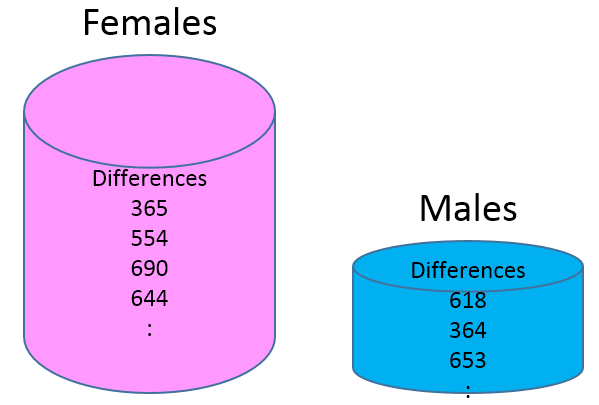 Females
Differences
365
554
690
644
:
Males
Differences
618
364
653
: